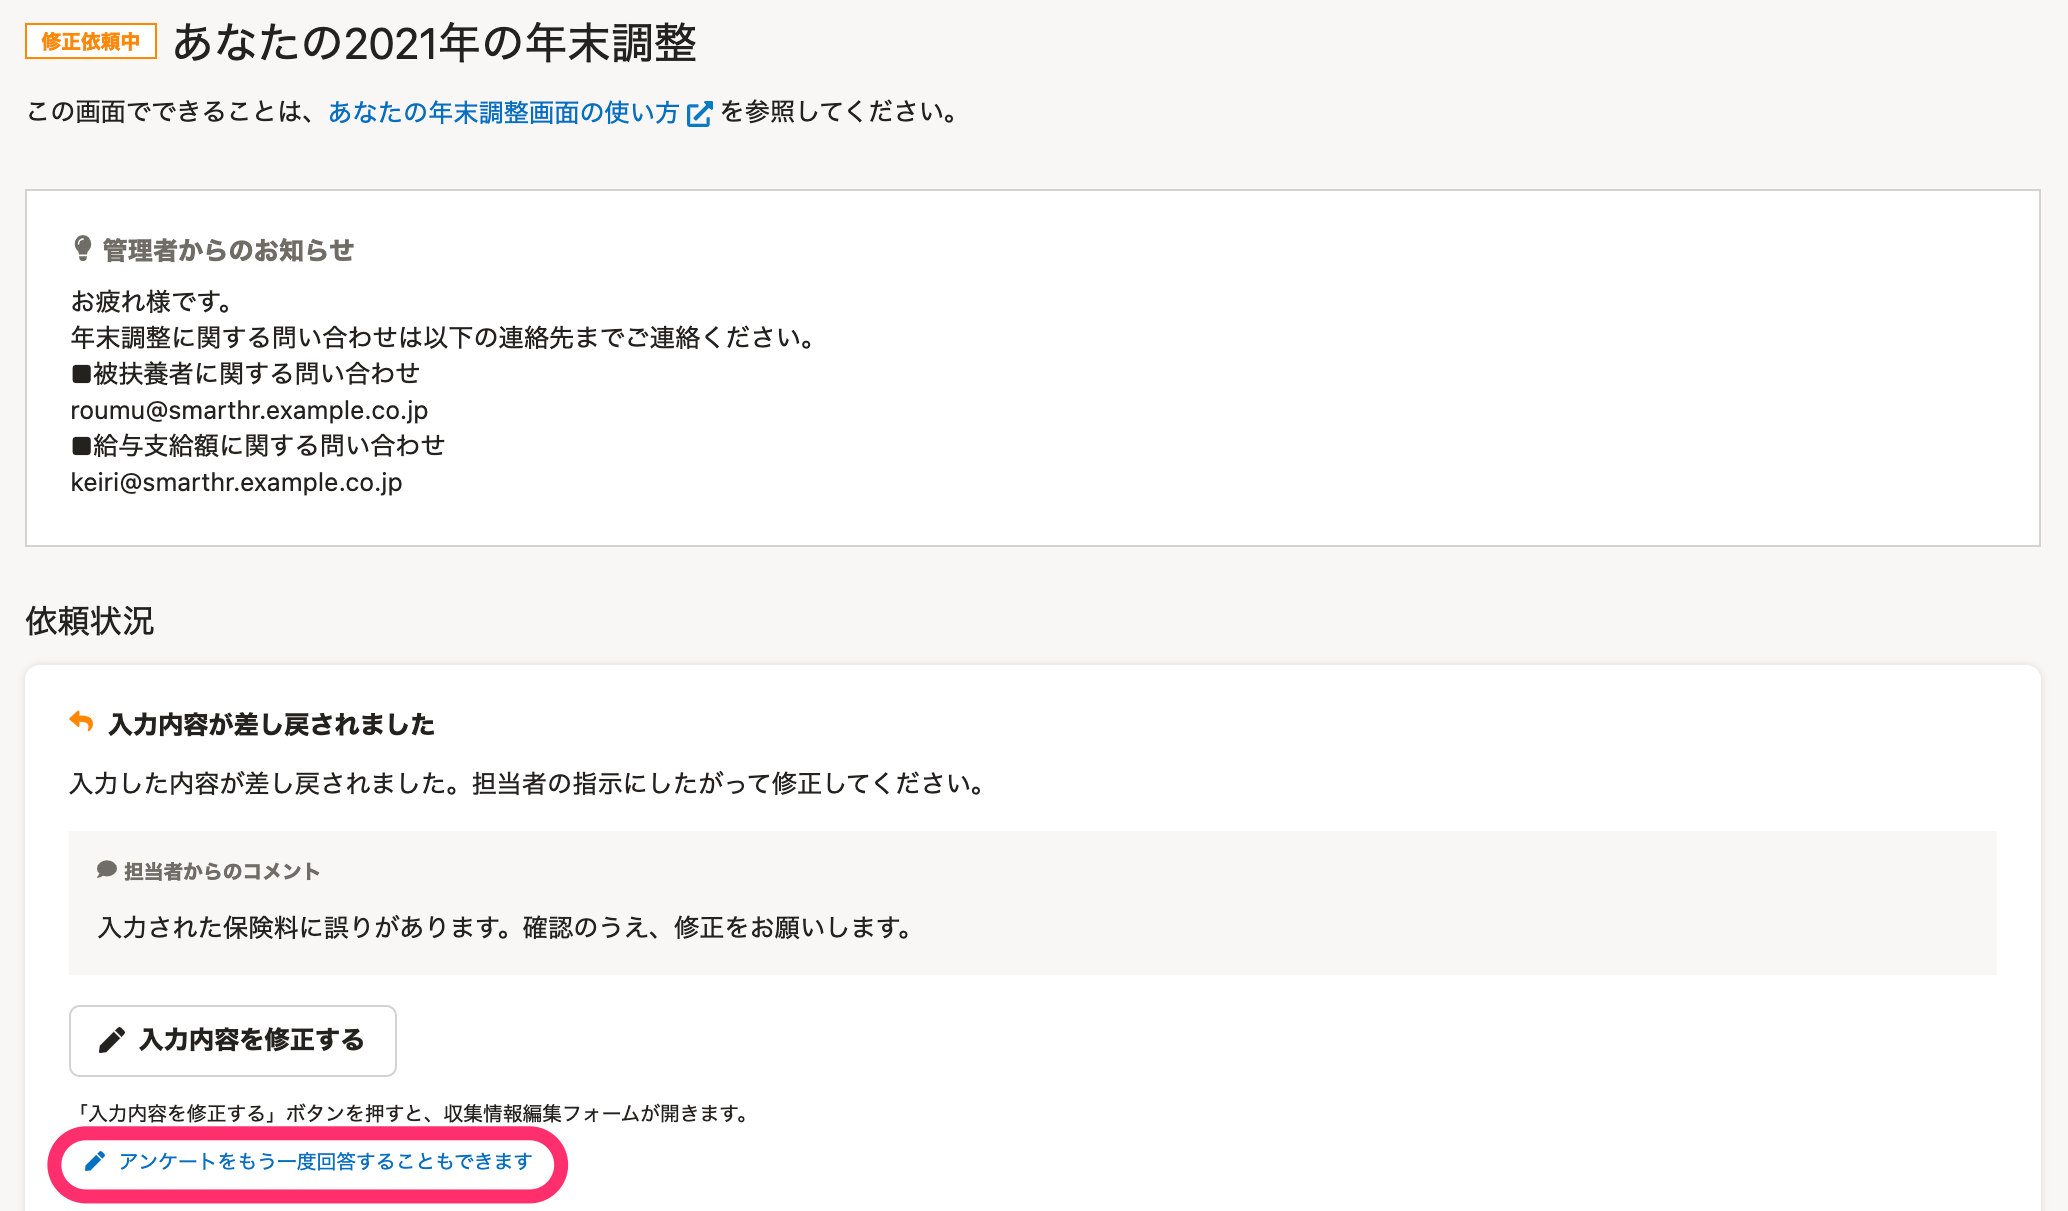 修正依頼中 あなたの2021年の年末調整
この画面でできることは、あなたの年末調整画面の使い方 を参照してください。
管理者からのお知らせ
お疲れ様です。
年末調整に関する問い合わせは以下の連絡先までご連絡ください。
■被扶養者に関する問い合わせ
roumu@smarthr.example.co.jp
■給与支給額に関する問い合わせ
keiri@smarthr.example.co.jp
依頼状況
入力内容が差し戻されました
入力した内容が差し戻されました。担当者の指示にしたがって修正してください。
担当者からのコメント
入力された保険料に誤りがあります。確認のうえ、修正をお願いします。
入力内容を修正する
「入力内容を修正する」ボタンを押すと、収集情報編集フォームが開きます。
アンケートをもう一度回答することもできます